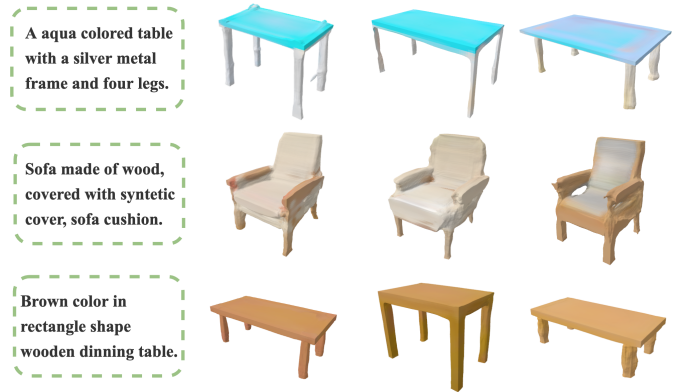 A aqua colored table
with a silver metal
frame and four legs.
Sofa made of wood,
covered with syntetic
cover, sofa cushion.
Brown color in
rectangle shape
wooden dinning table.